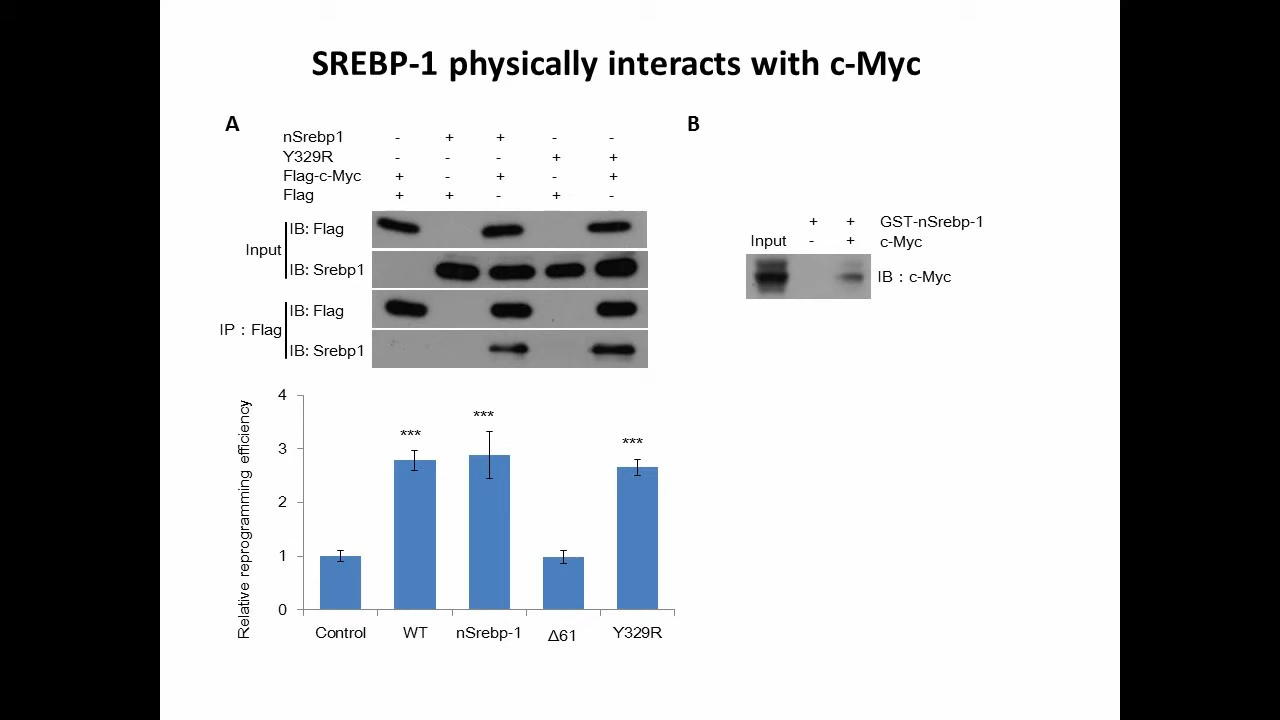 SREBP-1 physically interacts with c-Myc
A
nSrebp1 - + + - -
Y329R - - - + +
Flag-c-Myc + - + - +
Flag + + - + -
Input
IB: Flag
IB: Srebp1
IP : Flag
IB: Flag
IB: Srebp1
B
+ + GST-nSrebp-1
Input - + c-Myc
IB : c-Myc
Relative reprogramming efficiency
4
3
2
1
0
*** *** ***
Control WT nSrebp-1 Δ61 Y329R